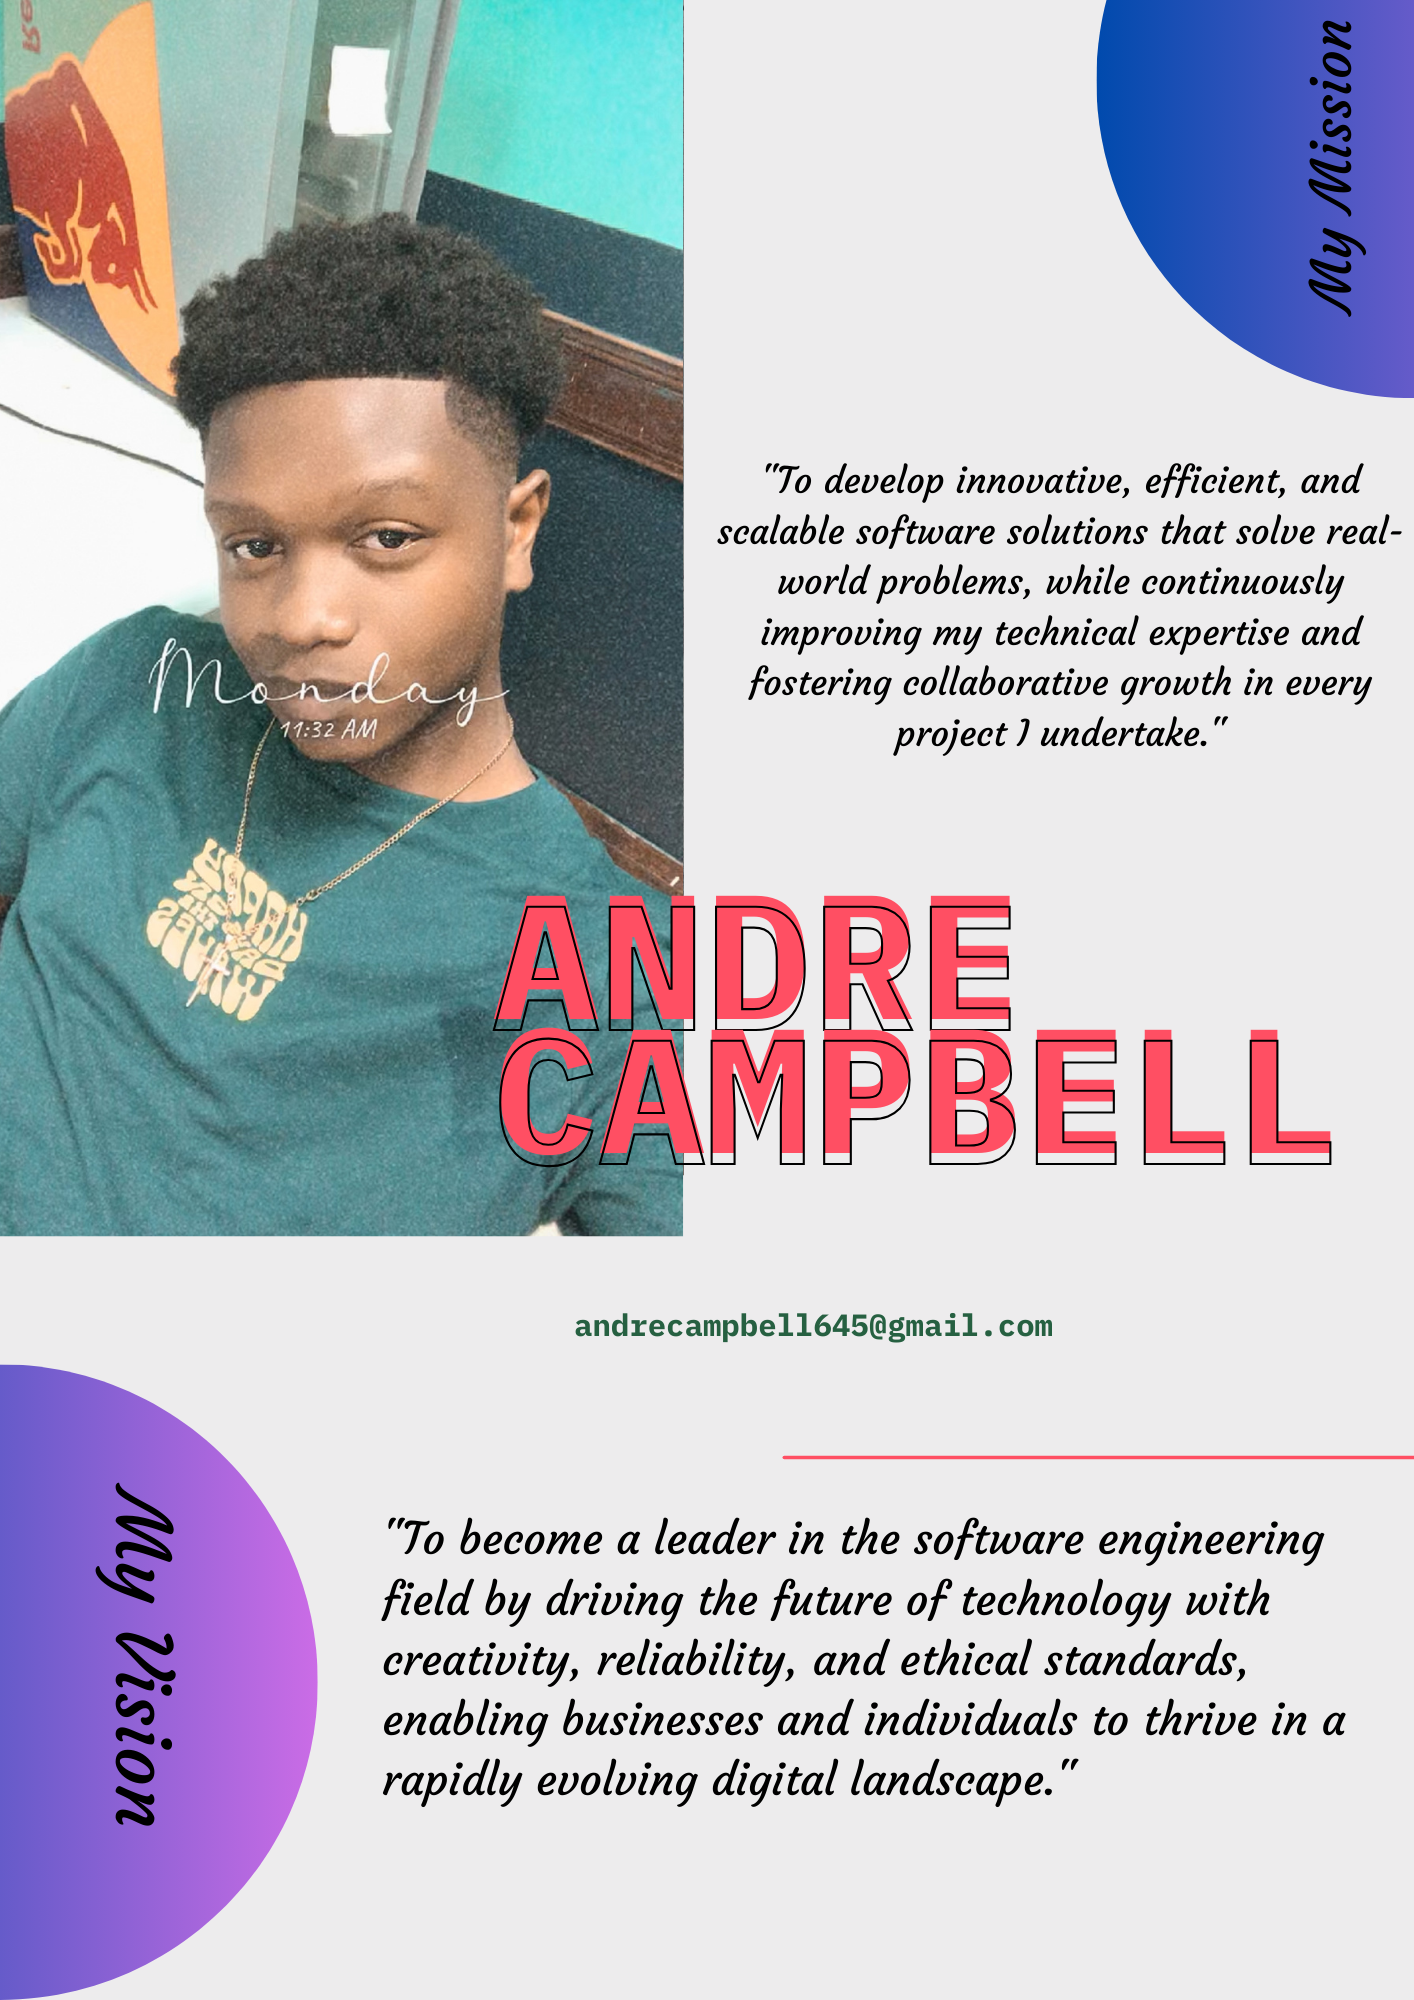 Re
My Mission
"To develop innovative, efficient, and
scalable software solutions that solve real-
world problems, while continuously
improving my technical expertise and
fostering collaborative growth in every
project I undertake."
Monday
11:32 AM
ANDRE
CAMPBELL
andrecampbell645@gmail.com
My Vision
"To become a leader in the software engineering
field by driving the future of technology with
creativity, reliability, and ethical standards,
enabling businesses and individuals to thrive in a
rapidly evolving digital landscape."